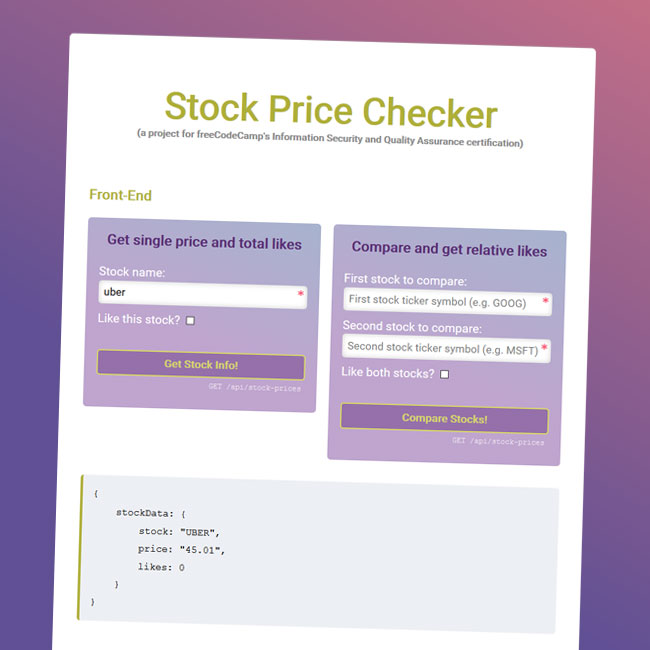 Stock Price Checker
(a project for freeCodeCamp's Information Security and Quality Assurance certification)
Front-End
Get single price and total likes
Stock name:
uber *
Like this stock?
Get Stock Info!
GET /api/stock-prices
Compare and get relative likes
First stock to compare:
First stock ticker symbol (e.g. GOOG) *
Second stock to compare:
Second stock ticker symbol (e.g. MSFT) *
Like both stocks?
Compare Stocks!
GET /api/stock-prices
{
stockData: {
stock: "UBER",
price: "45.01",
likes: 0
}
}